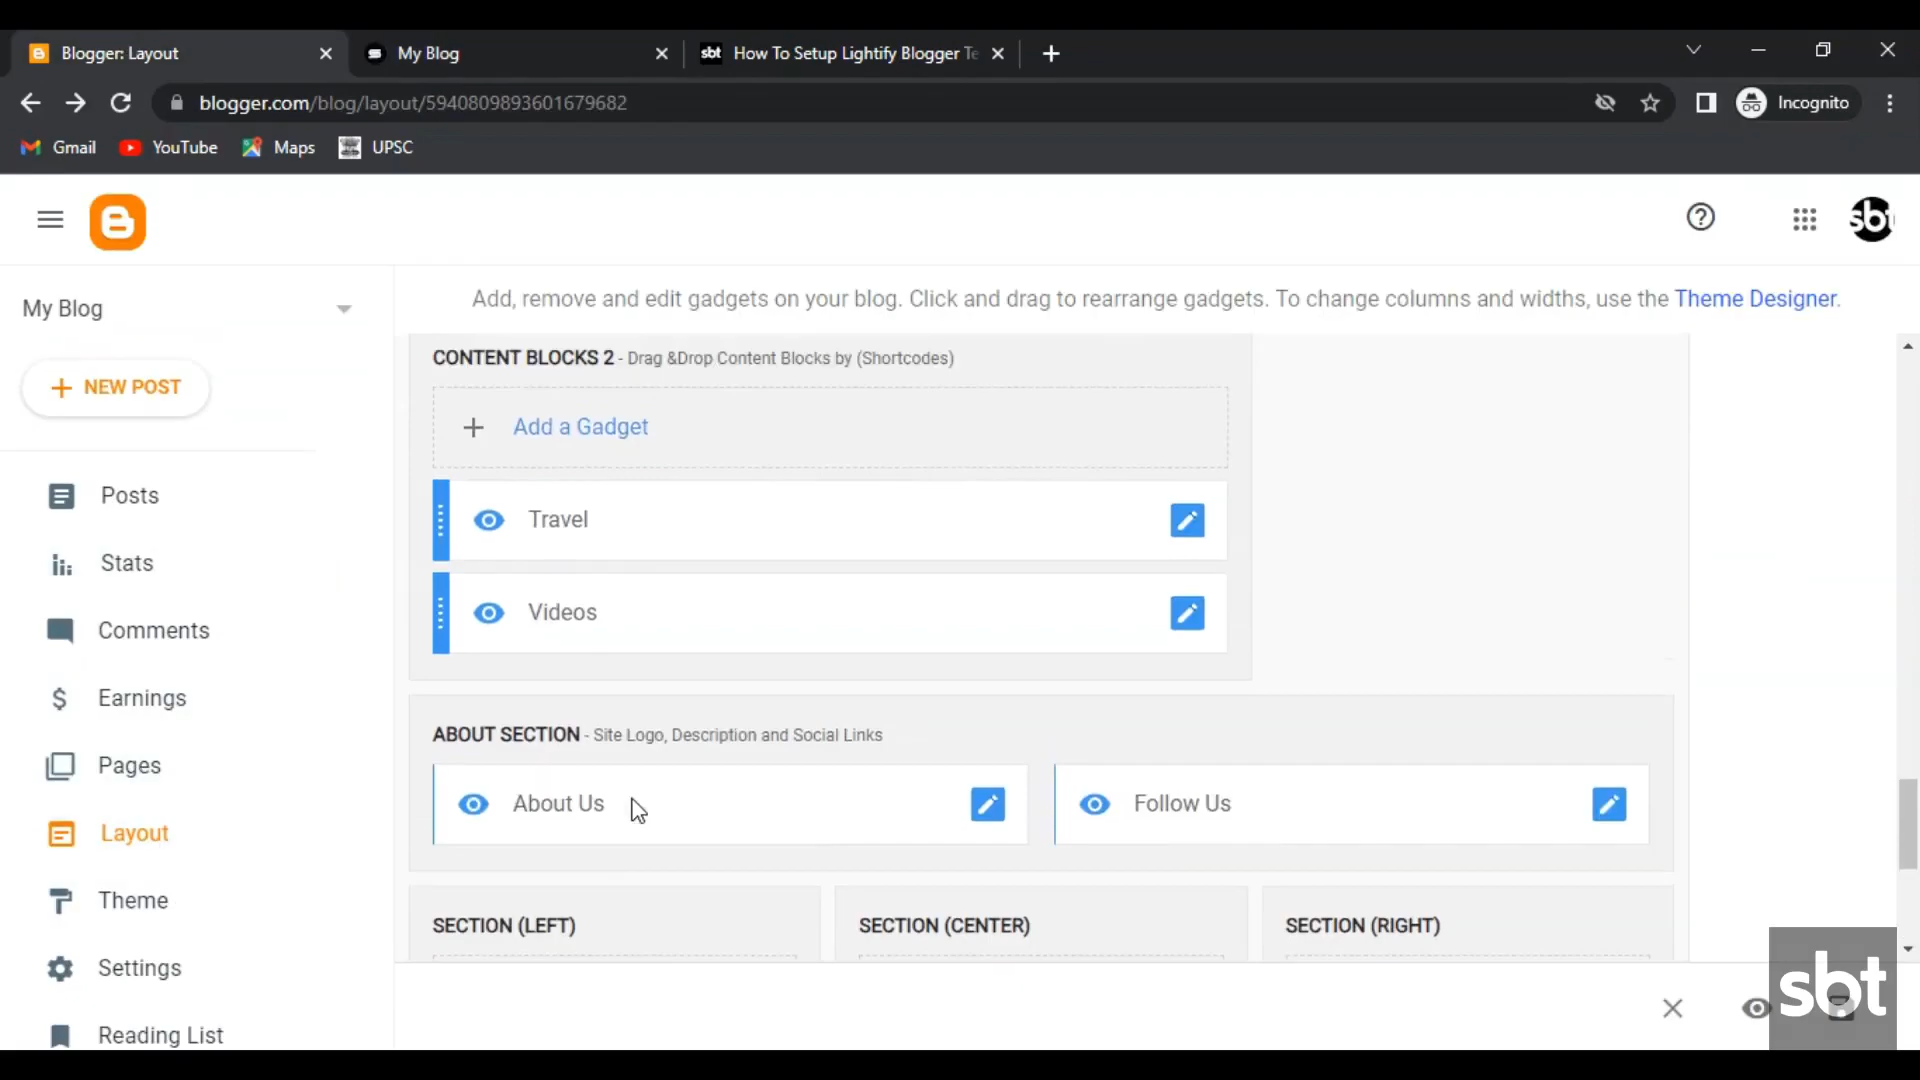 Blogger: Layout
My Blog
sbt How To Setup Lightify Blogger Te
blogger.com/blog/layout/5940809893601679682
Incognito
Gmail
YouTube
Maps
UPSC
sbt
My Blog
NEW POST
Posts
Stats
Comments
Earnings
Pages
Layout
Theme
Settings
Reading List
Add, remove and edit gadgets on your blog. Click and drag to rearrange gadgets. To change columns and widths, use the Theme Designer.
CONTENT BLOCKS 2 - Drag &Drop Content Blocks by (Shortcodes)
Add a Gadget
Travel
Videos
ABOUT SECTION - Site Logo, Description and Social Links
About Us
Follow Us
SECTION (LEFT)
SECTION (CENTER)
SECTION (RIGHT)
sbt